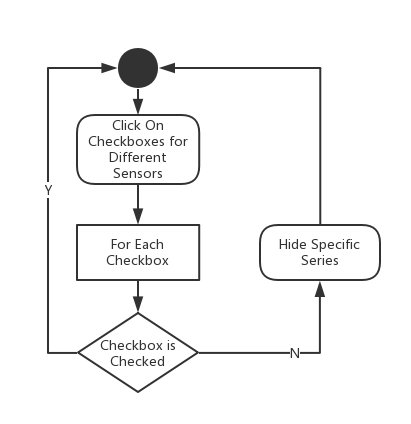 Click On
Checkboxes for
Different
Sensors
Y
For Each
Checkbox
Hide Specific
Series
Checkbox is
Checked
N